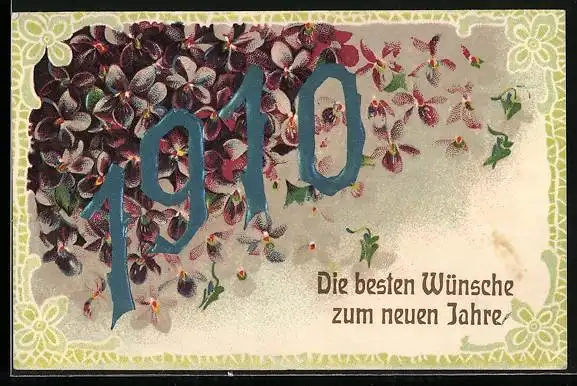 1910
Die besten Wünsche
zum neuen Jahre